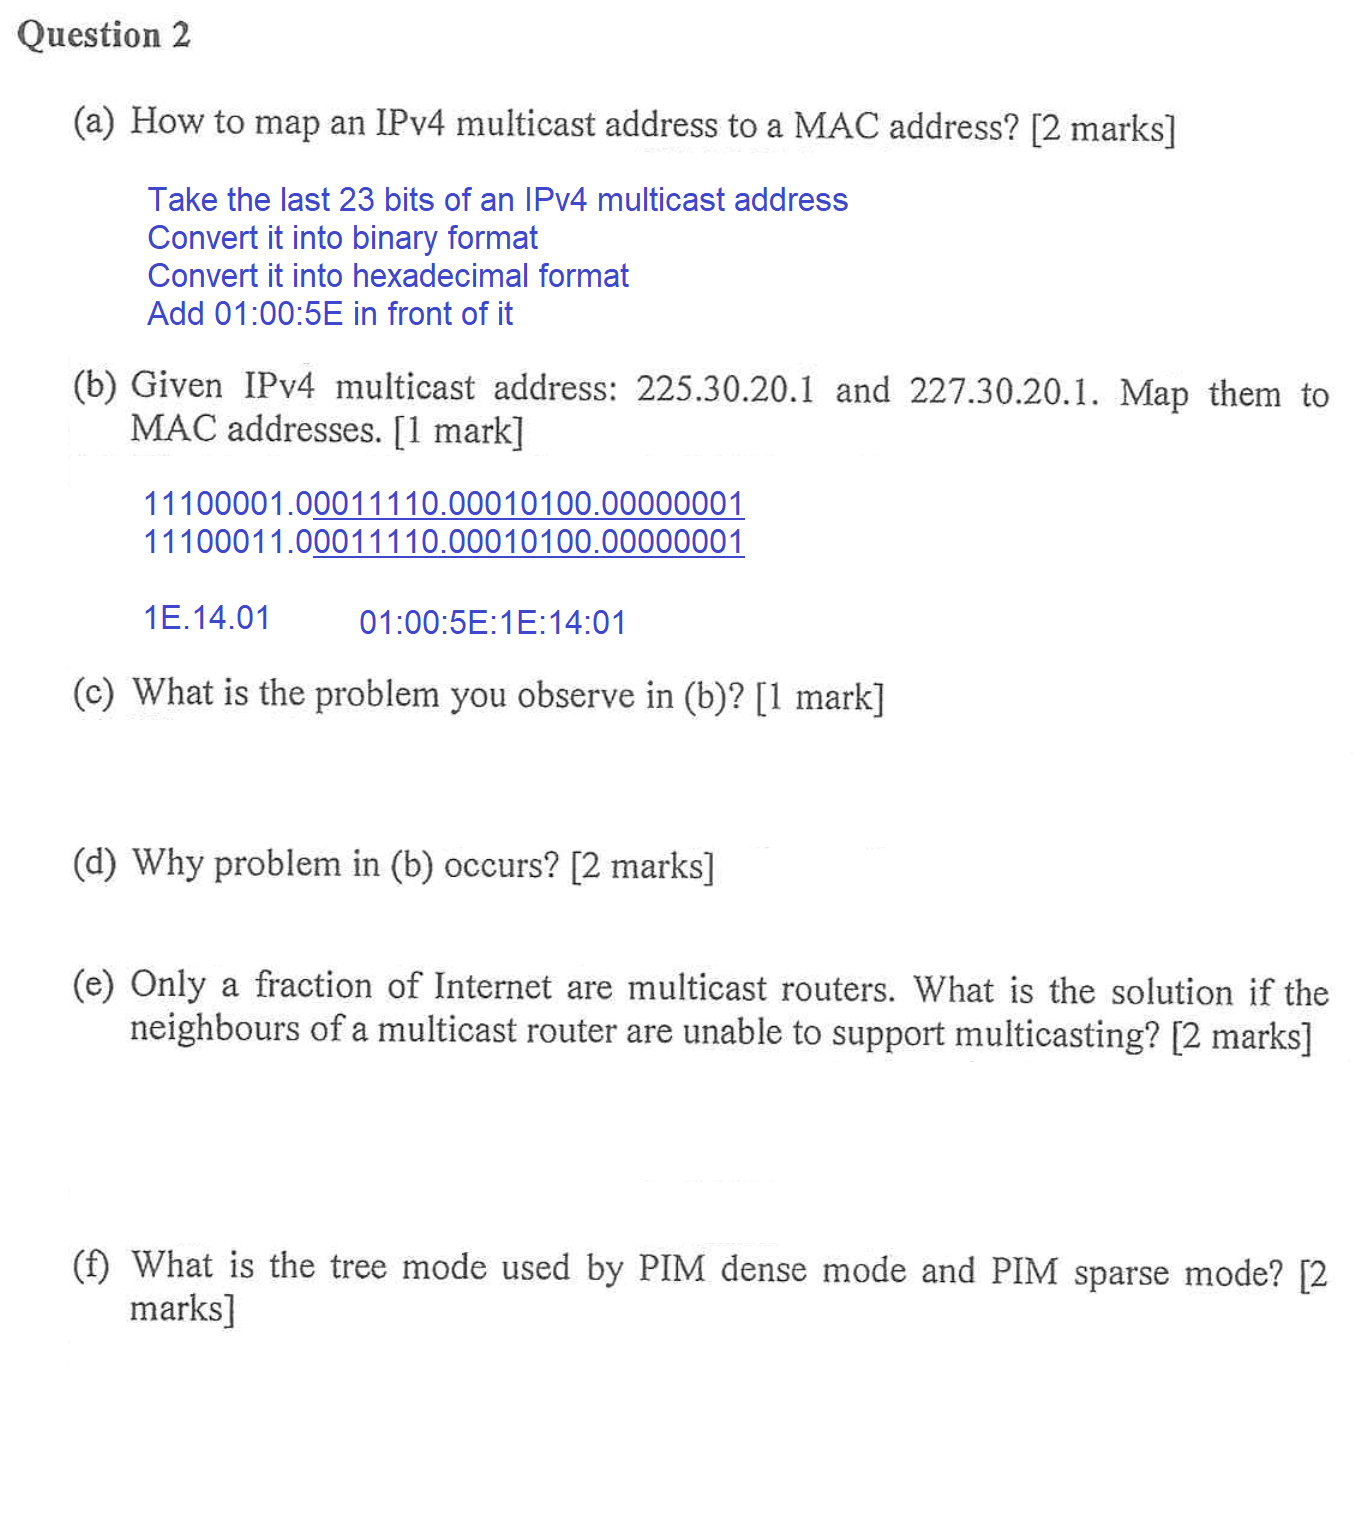 Question 2
(a) How to map an IPv4 multicast address to a MAC address? [2 marks]
Take the last 23 bits of an IPv4 multicast address
Convert it into binary format
Convert it into hexadecimal format
Add 01:00:5E in front of it
(b) Given IPv4 multicast address: 225.30.20.1 and 227.30.20.1. Map them to
MAC addresses. [1 mark]
11100001.00011110.00010100.00000001
11100011.00011110.00010100.00000001
1E.14.01 01:00:5E:1E:14:01
(c) What is the problem you observe in (b)? [1 mark]
(d) Why problem in (b) occurs? [2 marks]
(e) Only a fraction of Internet are multicast routers. What is the solution if the
neighbours of a multicast router are unable to support multicasting? [2 marks]
(f) What is the tree mode used by PIM dense mode and PIM sparse mode? [2
marks]